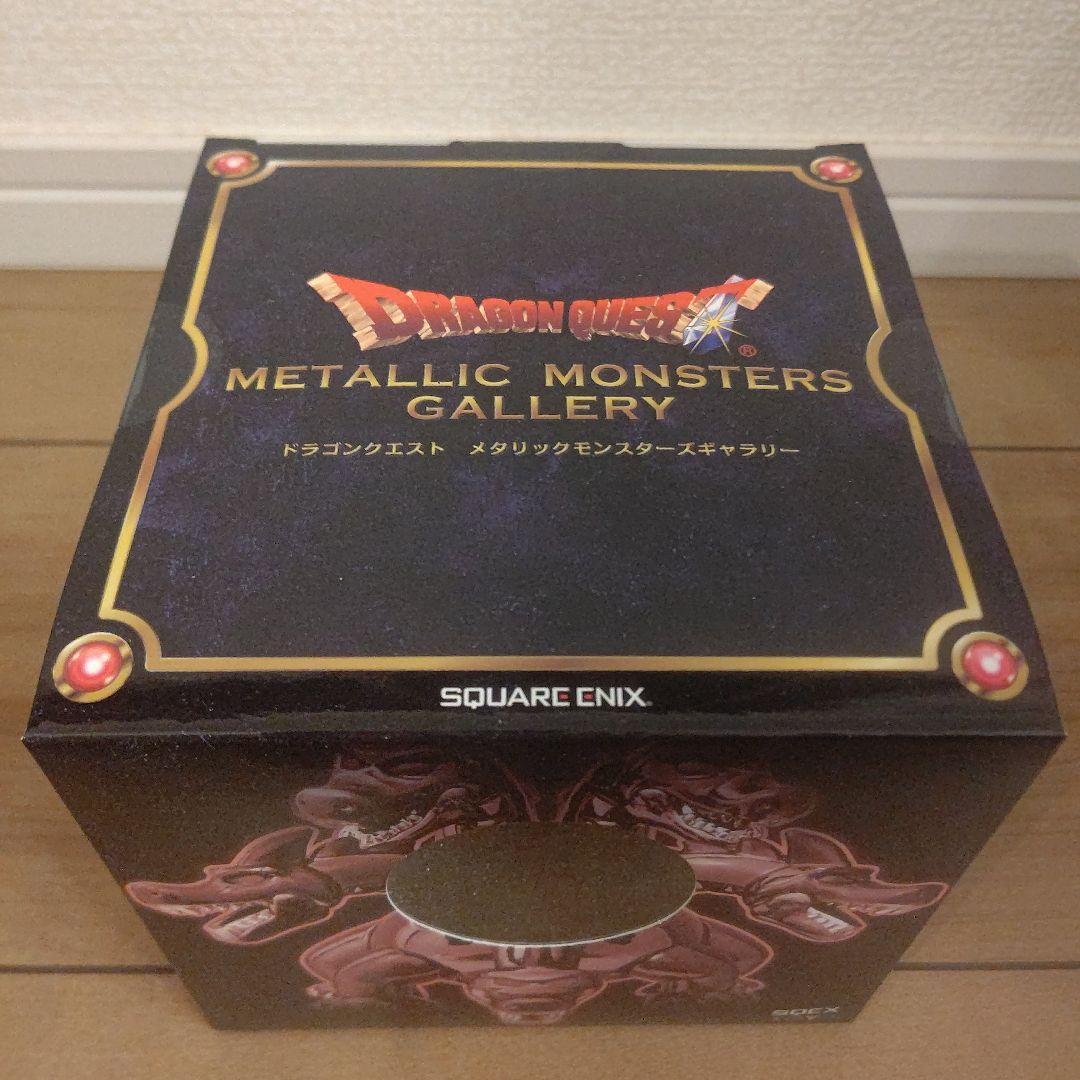 DRAGON QUEST®
METALLIC MONSTERS
GALLERY
ドラゴンクエスト メタリックモンスターズギャラリー
SQUARE ENIX.
SQEX